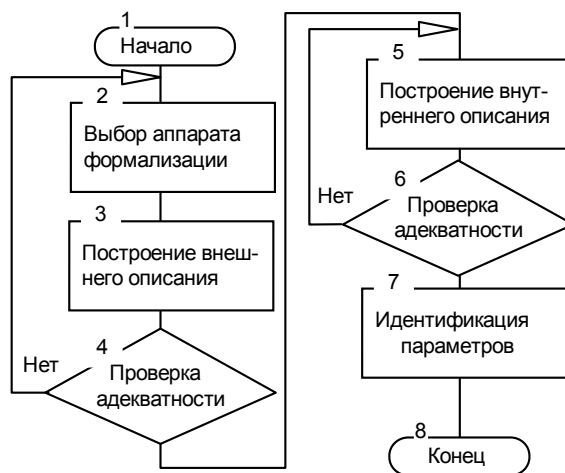 1
Начало
2
Выбор аппарата
формализации
3
Построение внеш-
него описания
Нет
4
Проверка
адекватности
5
Построение внут-
реннего описания
Нет
6
Проверка
адекватности
7
Идентификация
параметров
8
Конец